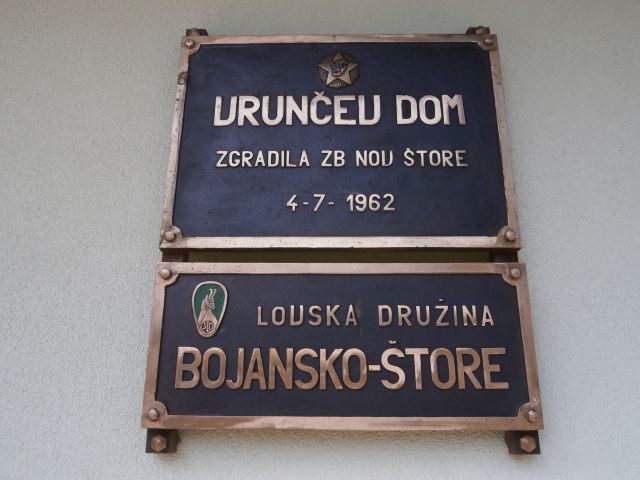 VRUNČEV DOM
ZGRADILA ZB NOV ŠTORE
4-7- 1962
LOVSKA DRUŽINA
BOJANSKO-ŠTORE